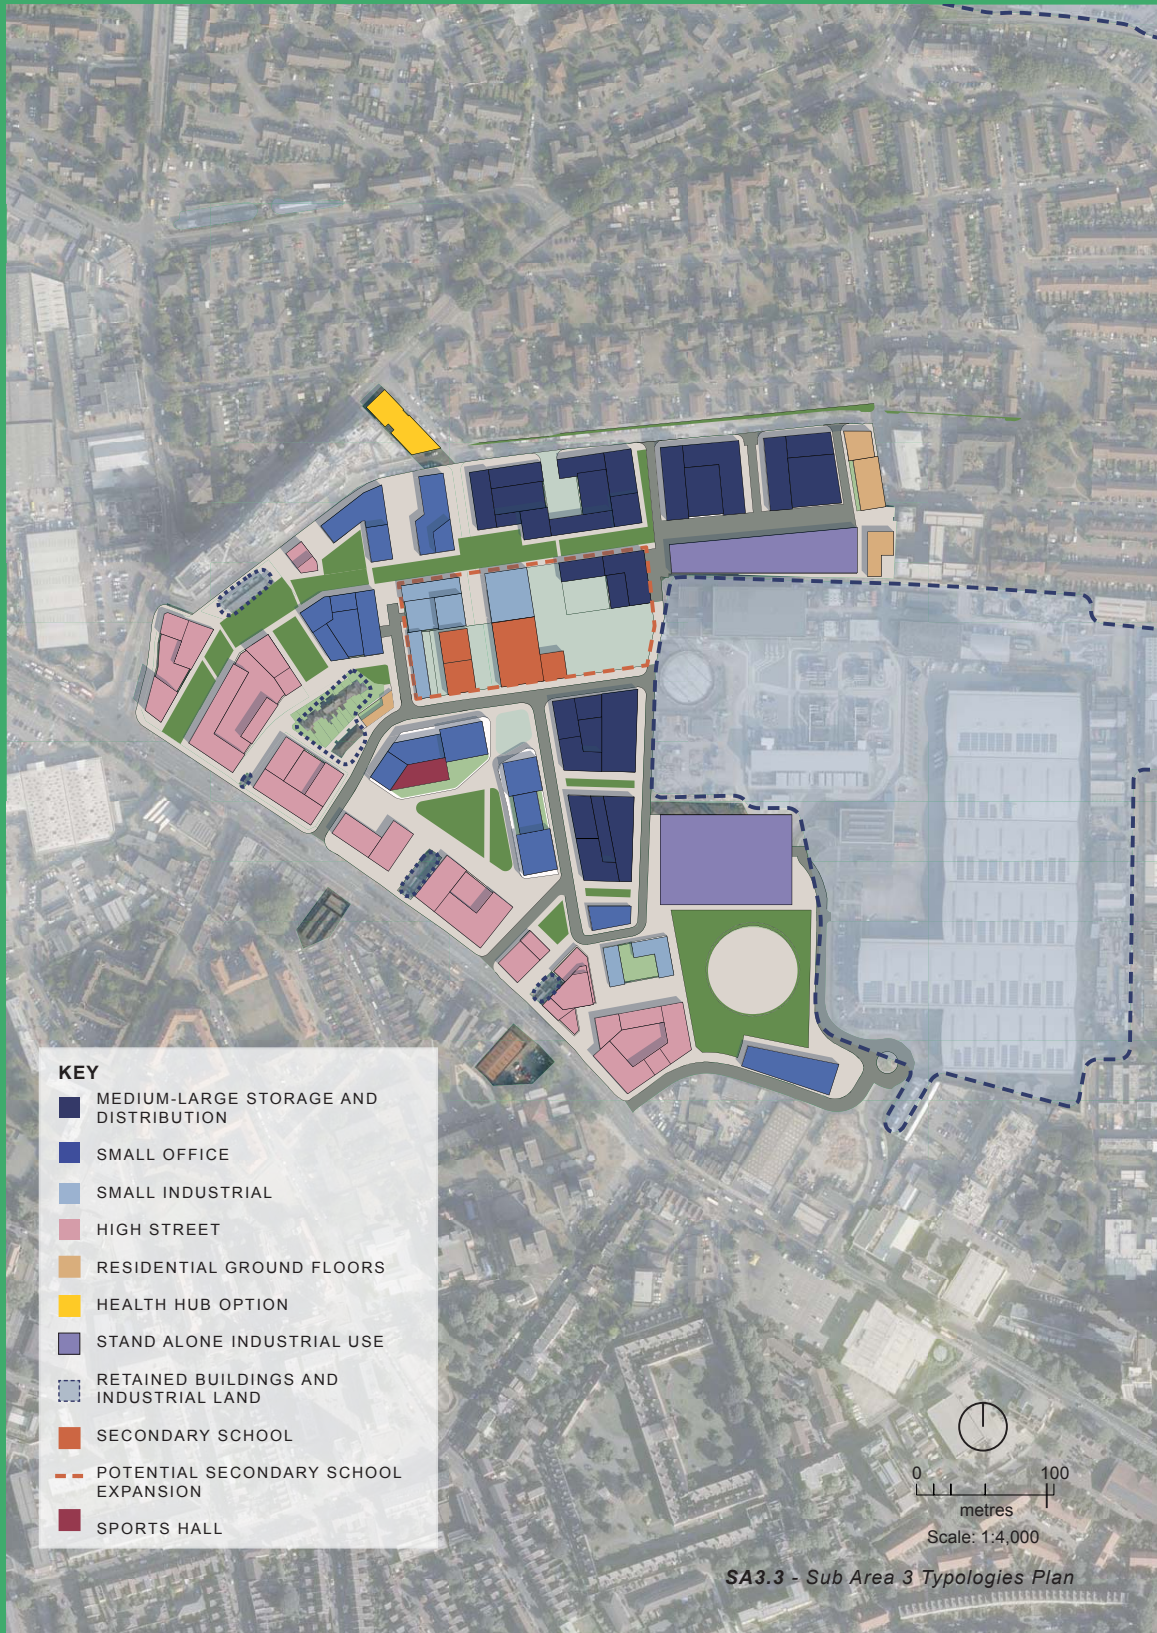 KEY
MEDIUM-LARGE STORAGE AND
DISTRIBUTION
SMALL OFFICE
SMALL INDUSTRIAL
HIGH STREET
RESIDENTIAL GROUND FLOORS
HEALTH HUB OPTION
STAND ALONE INDUSTRIAL USE
RETAINED BUILDINGS AND
INDUSTRIAL LAND
SECONDARY SCHOOL
POTENTIAL SECONDARY SCHOOL
EXPANSION
SPORTS HALL
0 100
metres
Scale: 1:4,000
SA3.3 - Sub Area 3 Typologies Plan